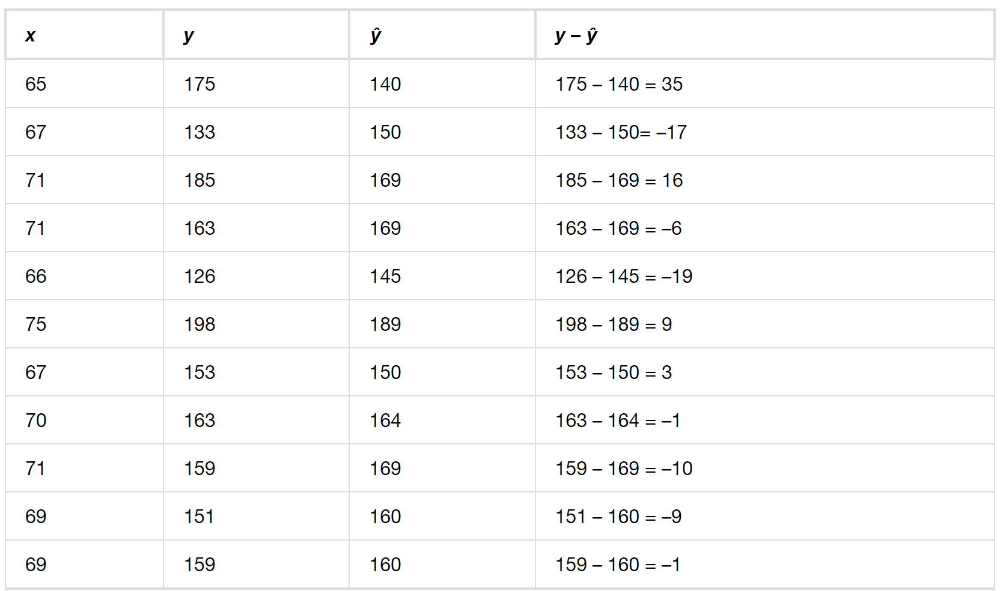 x y ŷ y – ŷ
65 175 140 175 – 140 = 35
67 133 150 133 – 150= –17
71 185 169 185 – 169 = 16
71 163 169 163 – 169 = –6
66 126 145 126 – 145 = –19
75 198 189 198 – 189 = 9
67 153 150 153 – 150 = 3
70 163 164 163 – 164 = –1
71 159 169 159 – 169 = –10
69 151 160 151 – 160 = –9
69 159 160 159 – 160 = –1